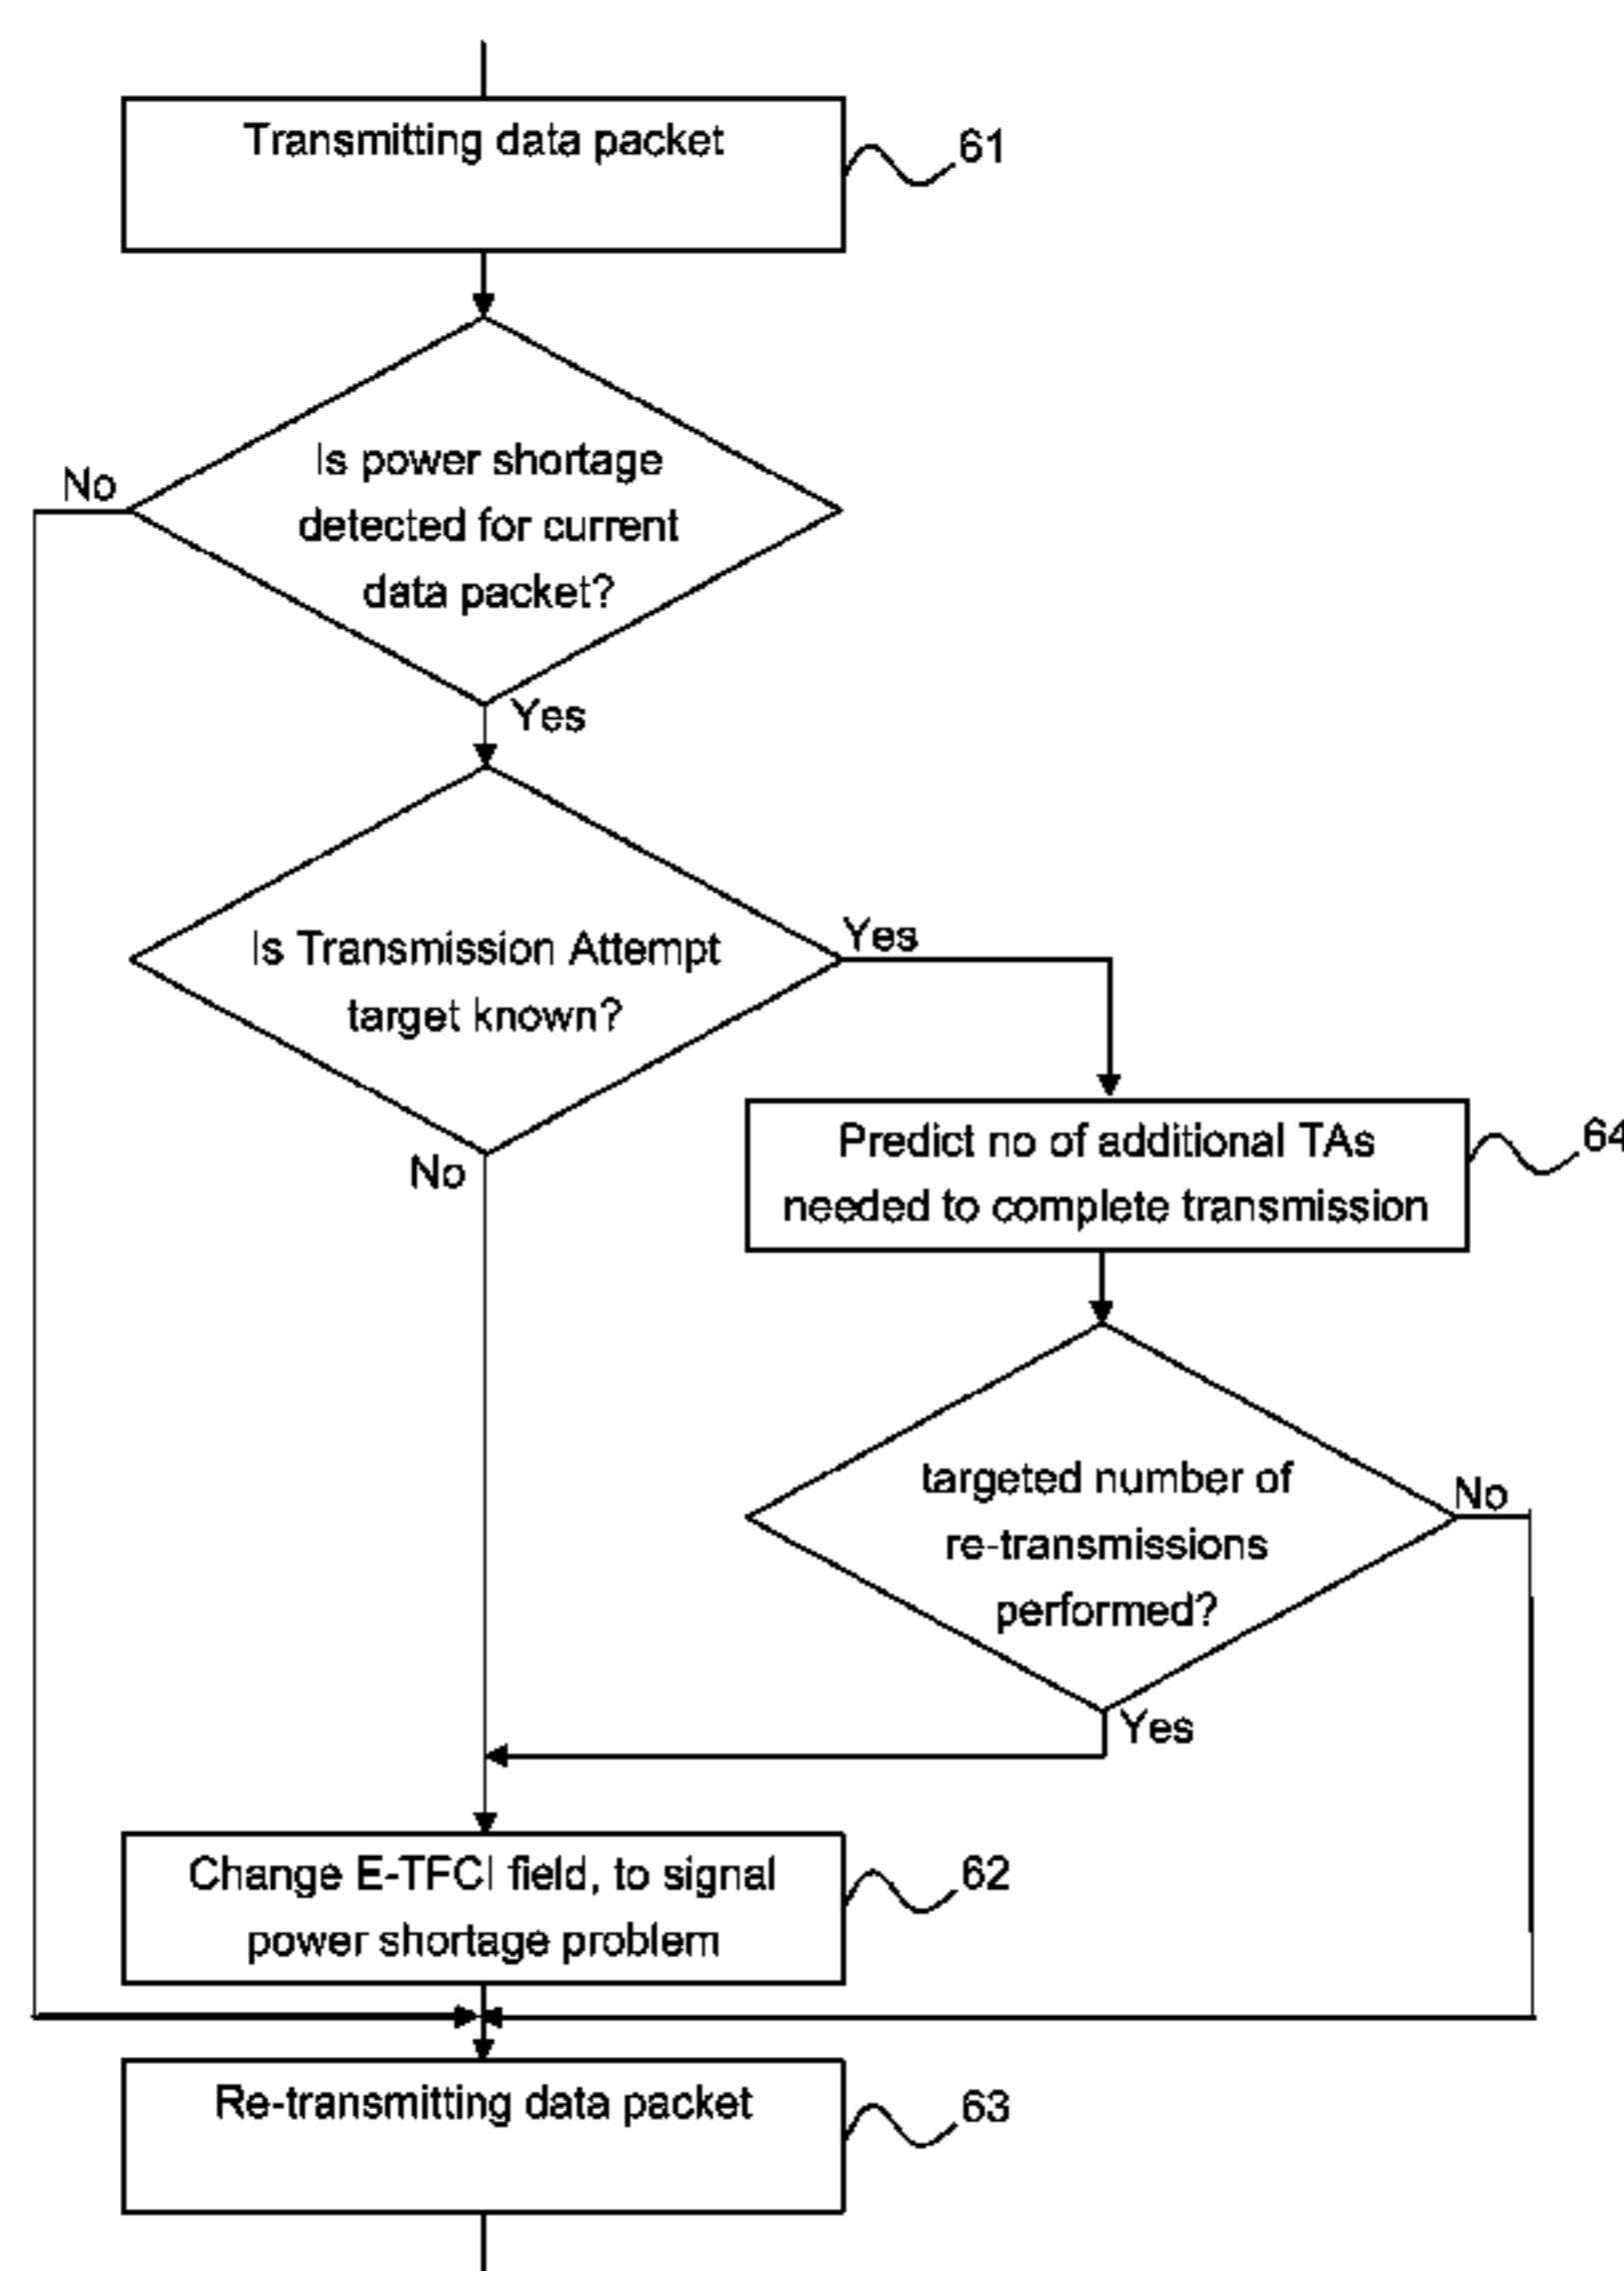 Transmitting data packet
61
Is power shortage
detected for current
data packet?
No
Yes
Is Transmission Attempt
target known?
Yes
No
Predict no of additional TAs
needed to complete transmission
64
targeted number of
re-transmissions
performed?
No
Yes
Change E-TFCI field, to signal
power shortage problem
62
Re-transmitting data packet
63